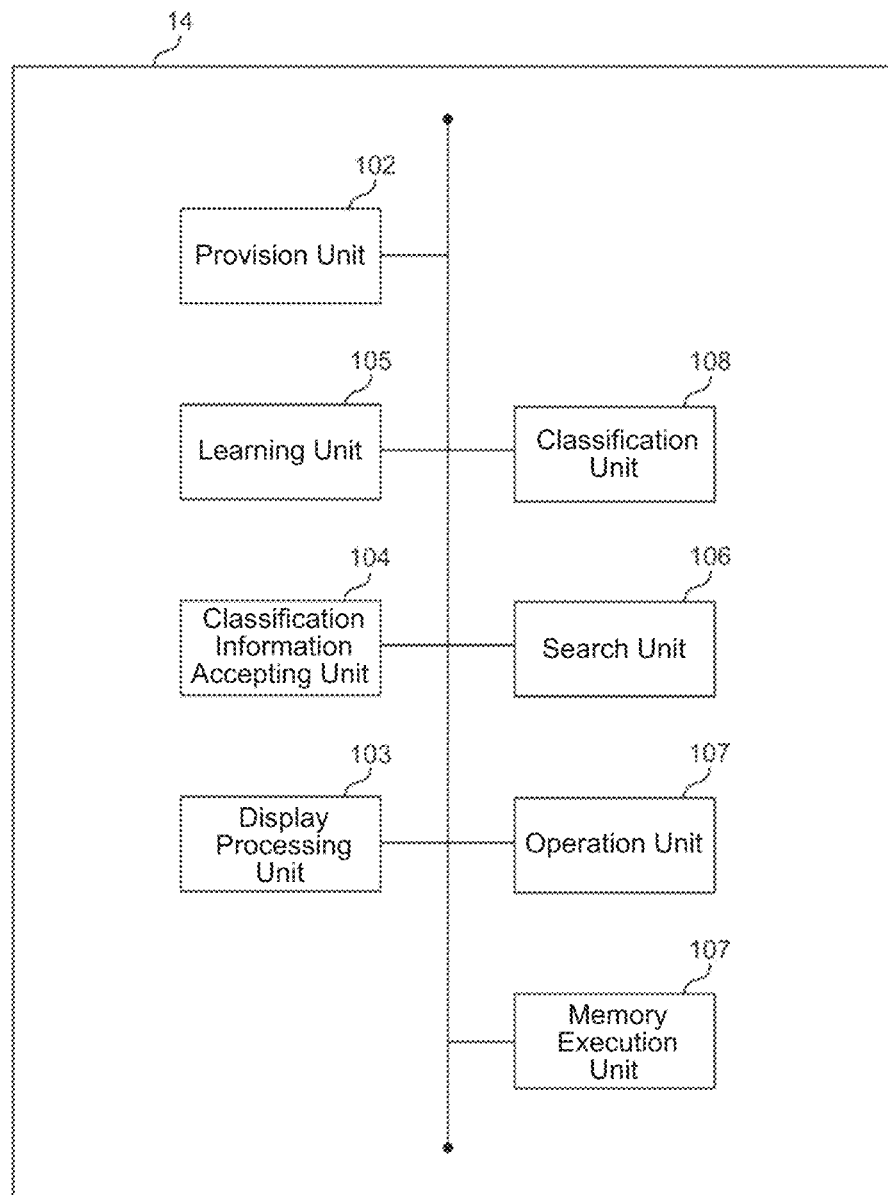 14
102
Provision Unit
105
Learning Unit
108
Classification
Unit
104
Classification
Information
Accepting Unit
106
Search Unit
103
Display
Processing
Unit
107
Operation Unit
107
Memory
Execution
Unit